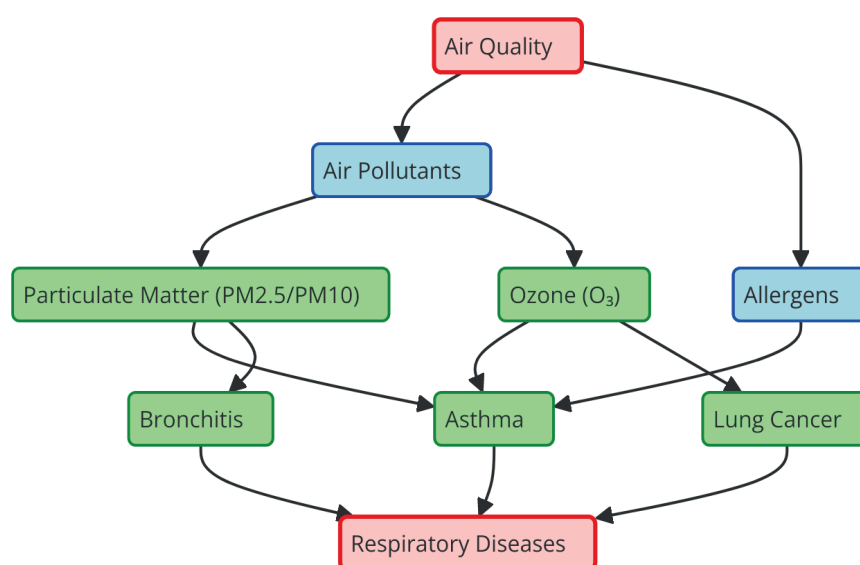 Air Quality
Air Pollutants
Particulate Matter (PM2.5/PM10)
Ozone (O₃)
Allergens
Bronchitis
Asthma
Lung Cancer
Respiratory Diseases